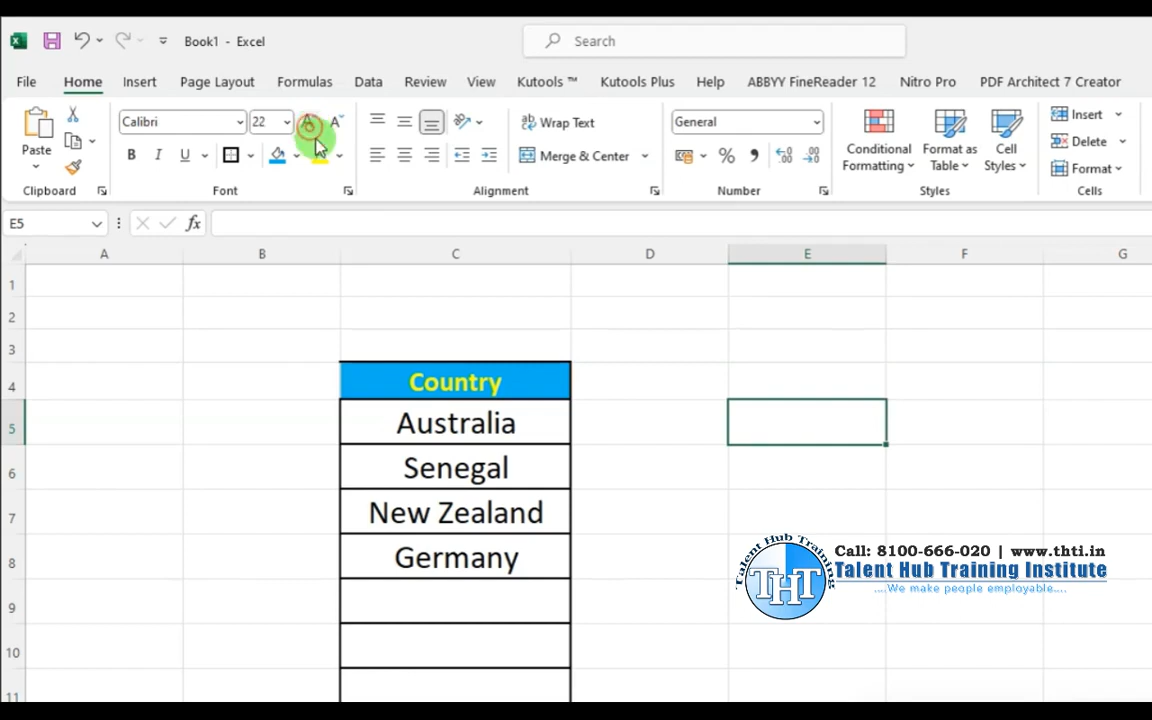 Book1 - Excel
Search
File Home Insert Page Layout Formulas Data Review View Kutools ™ Kutools Plus Help ABBYY FineReader 12 Nitro Pro PDF Architect 7 Creator
Calibri 22 A A Wrap Text General Insert
Paste B I U Merge & Center % Conditional Formatting Format as Table Cell Styles Delete
Format
Clipboard Font Alignment Number Styles Cells
E5 fx
A B C D E F G
1
2
3
4 Country
5 Australia
6 Senegal
7 New Zealand
8 Germany
9
10
11
Talent Hub Training
THT
Call: 8100-666-020 | www.thti.in
Talent Hub Training Institute
....We make people employable....